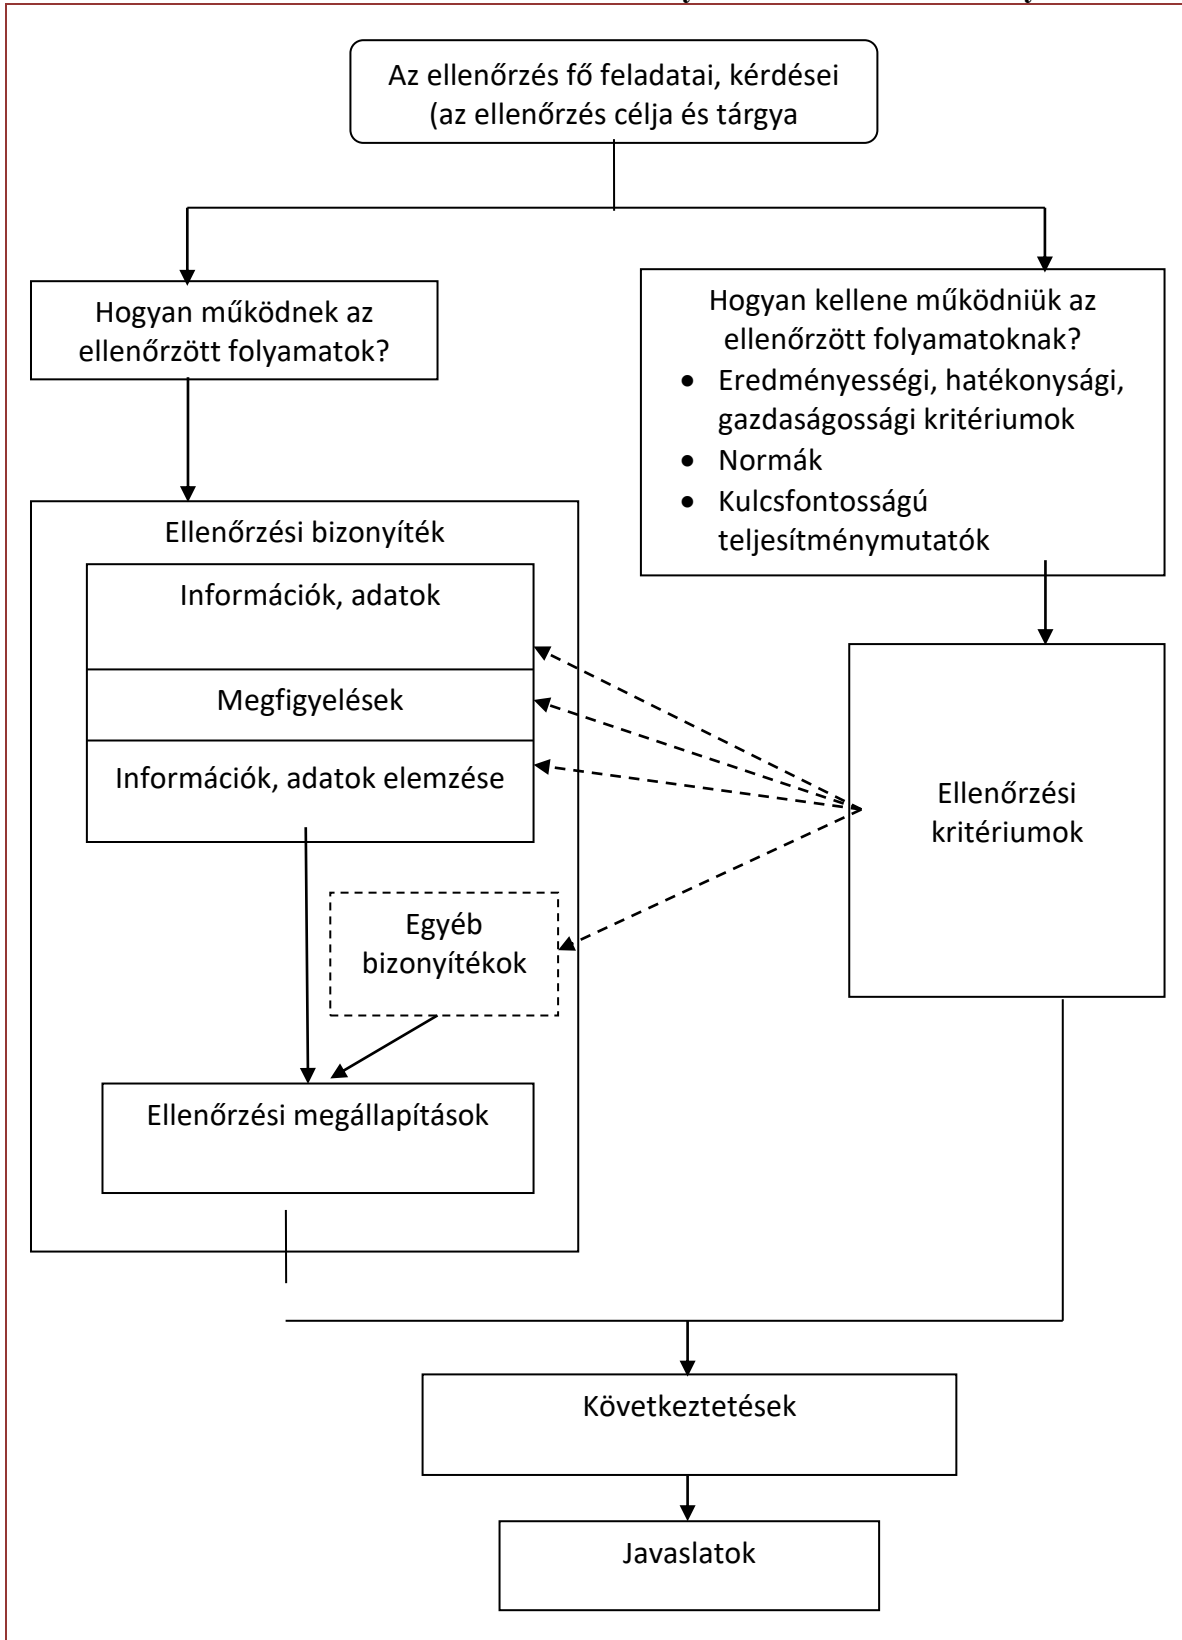 Az ellenőrzés fő feladatai, kérdései
(az ellenőrzés célja és tárgya
Hogyan működnek az
ellenőrzött folyamatok?
Hogyan kellene működniük az
ellenőrzött folyamatoknak?
• Eredményességi, hatékonysági,
gazdaságossági kritériumok
• Normák
• Kulcsfontosságú
teljesítménymutatók
Ellenőrzési bizonyíték
Információk, adatok
Megfigyelések
Információk, adatok elemzése
Ellenőrzési
kritériumok
Egyéb
bizonyítékok
Ellenőrzési megállapítások
Következtetések
Javaslatok